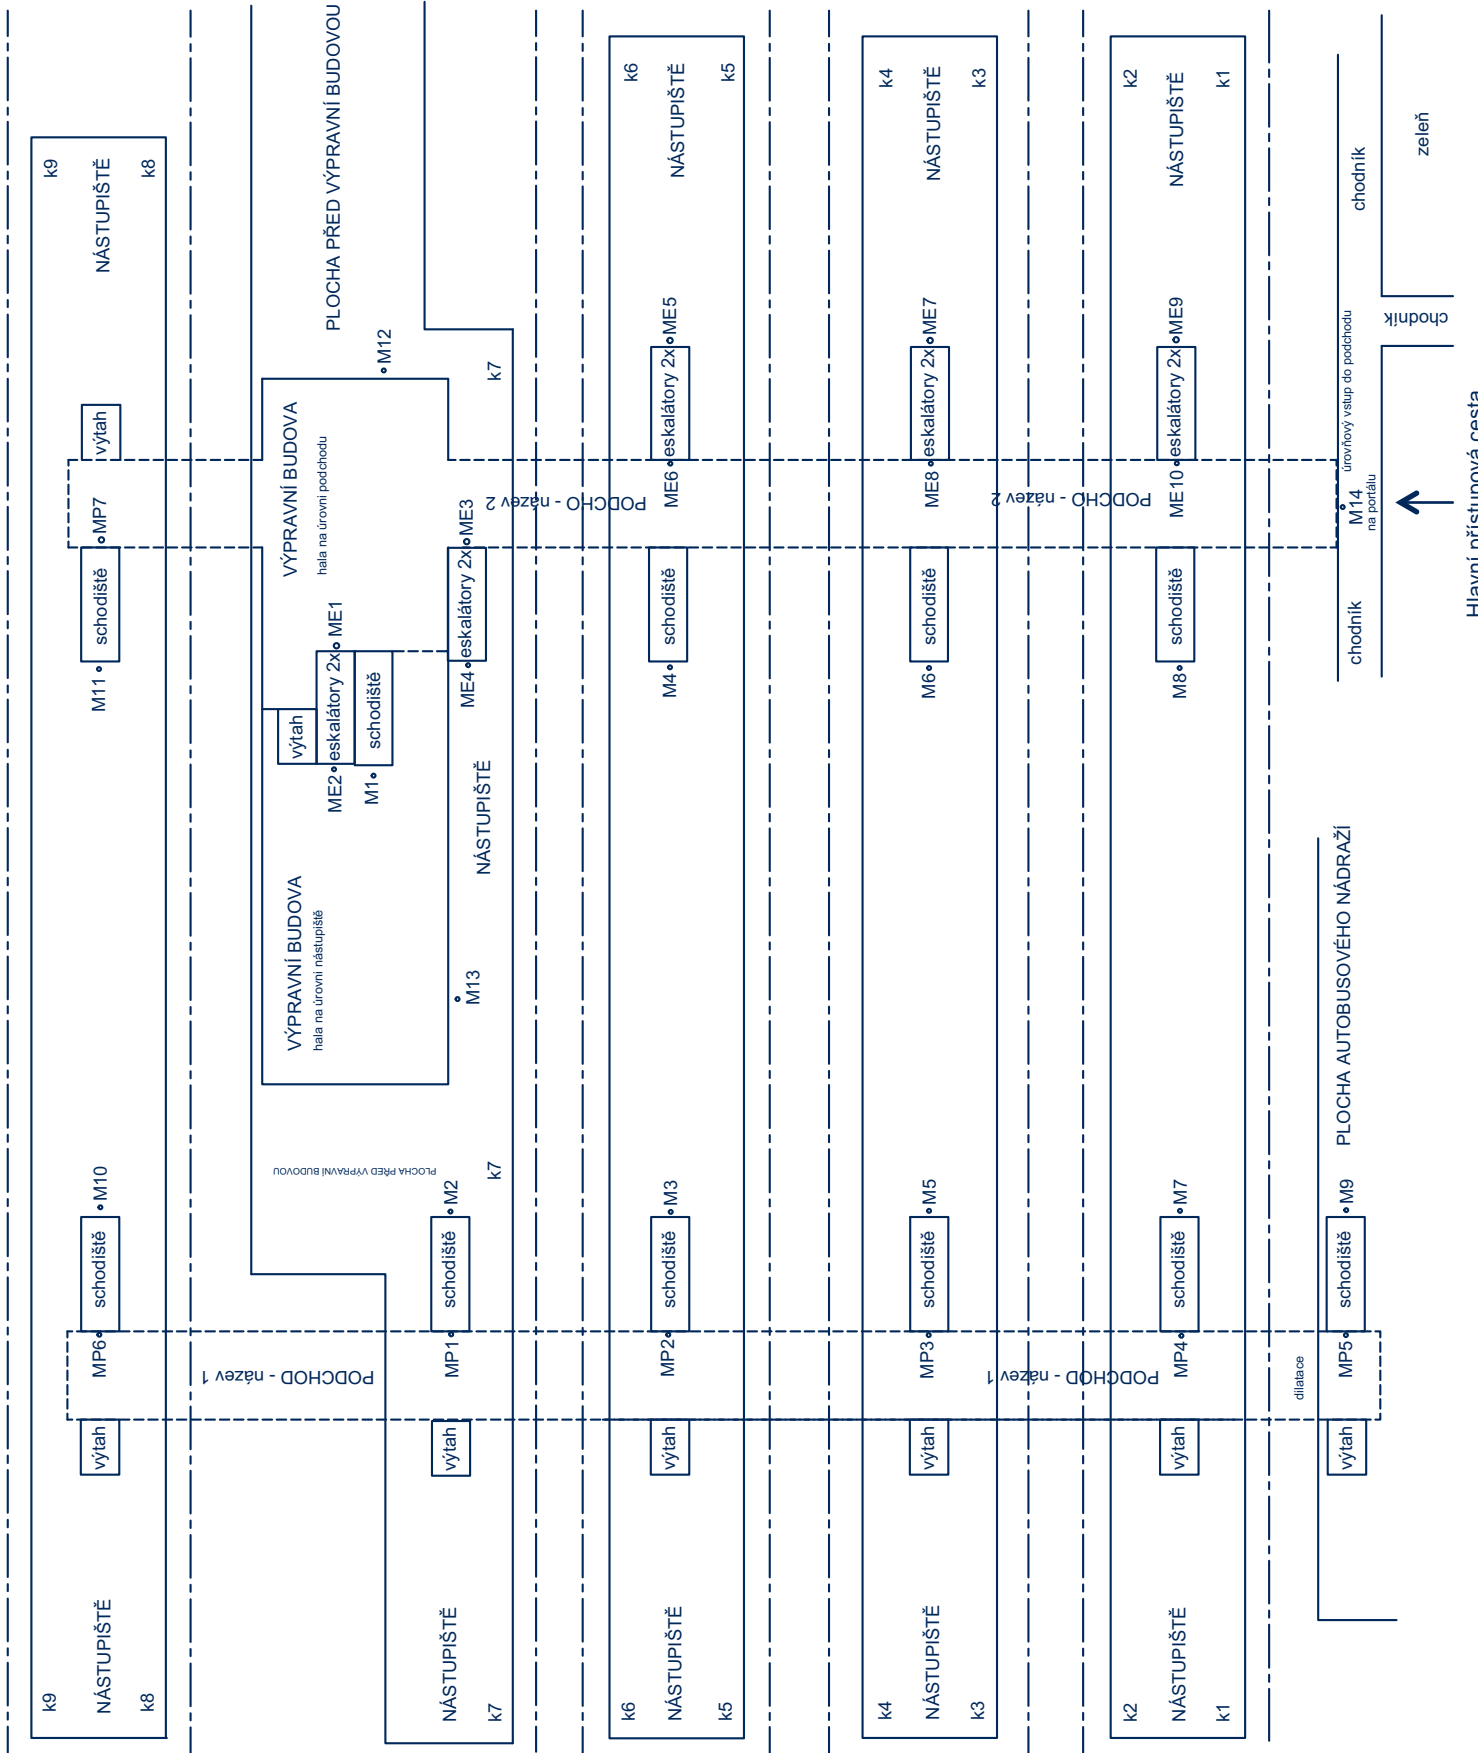 k9
k9
NÁSTUPIŠTĚ
výtah
MP6
schodiště
M10
M11
schodiště
MP7
výtah
NÁSTUPIŠTĚ
k8
k8
PODCHOD - název 1
PLOCHA PŘED VÝPRAVNÍ BUDOVOU
VÝPRAVNÍ BUDOVA
hala na úrovni nástupiště
VÝPRAVNÍ BUDOVA
hala na úrovni podchodu
výtah
ME2
eskalátory 2x
ME1
M1
schodiště
PLOCHA PŘED VÝPRAVNÍ BUDOVOU
M12
NÁSTUPIŠTĚ
výtah
MP1
schodiště
M2
M13
ME4
eskalátory 2x
ME3
NÁSTUPIŠTĚ
k7
k7
k7
PODCHO - název 2
k6
k6
NÁSTUPIŠTĚ
výtah
MP2
schodiště
M3
M4
schodiště
ME6
eskalátory 2x
ME5
NÁSTUPIŠTĚ
k5
k5
k4
k4
NÁSTUPIŠTĚ
výtah
MP3
schodiště
M5
M6
schodiště
ME8
eskalátory 2x
ME7
NÁSTUPIŠTĚ
k3
k3
PODCHOD - název 1
PODCHO - název 2
k2
k2
NÁSTUPIŠTĚ
výtah
MP4
schodiště
M7
M8
schodiště
ME10
eskalátory 2x
ME9
NÁSTUPIŠTĚ
k1
k1
dilatace
výtah
MP5
schodiště
M9
PLOCHA AUTOBUSOVÉHO NÁDRAŽÍ
chodník
M14
na portálu
úrovňový vstup do podchodu
chodník
chodník
zeleň
Hlavní přístupová cesta